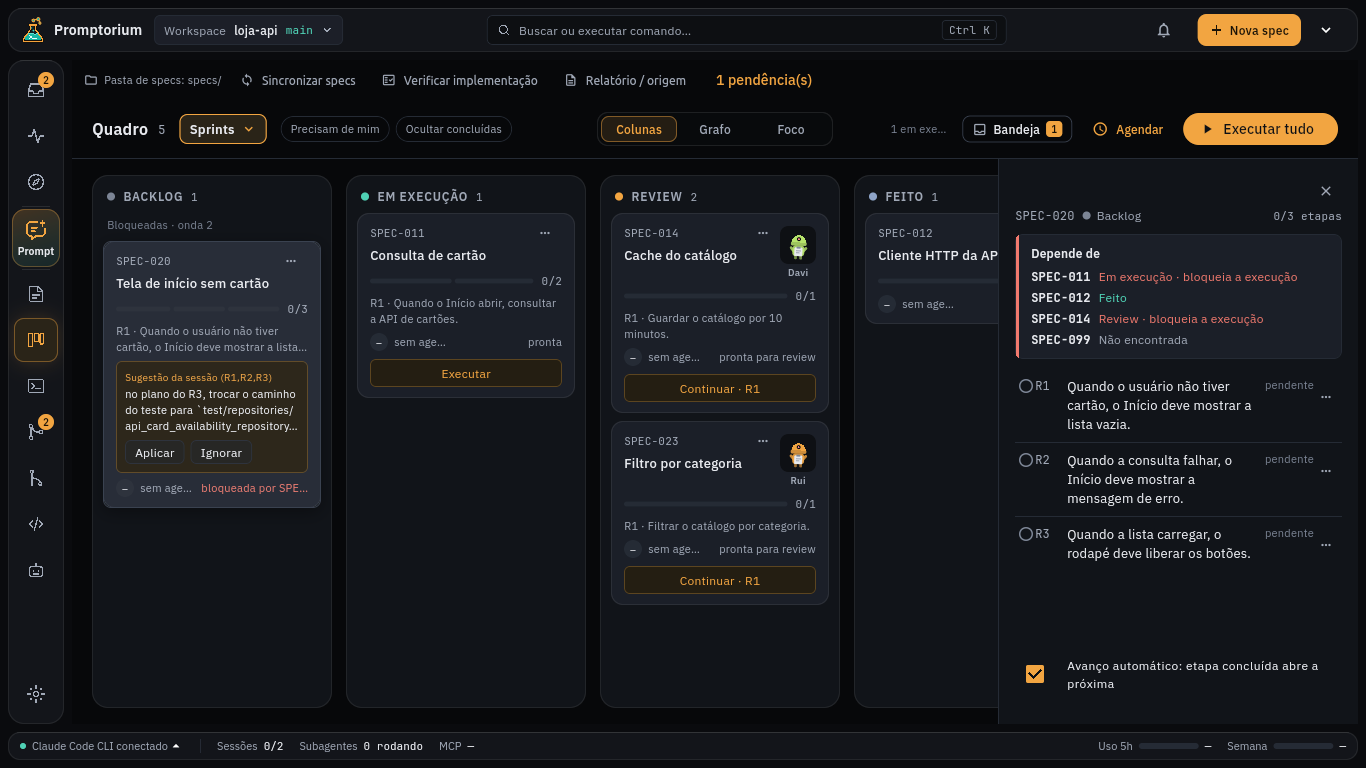 Promptorium
Workspace loja-api main
Buscar ou executar comando...
Ctrl K
Nova spec
2
Pasta de specs: specs/
Sincronizar specs
Verificar implementação
Relatório / origem
1 pendência(s)
Quadro 5
Sprints
Precisam de mim
Ocultar concluídas
Colunas
Grafo
Foco
1 em exe...
Bandeja 1
Agendar
Executar tudo
Prompt
2
BACKLOG 1
Bloqueadas · onda 2
SPEC-020
Tela de início sem cartão
0/3
R1 · Quando o usuário não tiver
cartão, o Início deve mostrar a lista...
Sugestão da sessão (R1,R2,R3)
no plano do R3, trocar o caminho
do teste para `test/repositories/
api_card_availability_repository...
Aplicar
Ignorar
– sem age... bloqueada por SPE...
EM EXECUÇÃO 1
SPEC-011
Consulta de cartão
0/2
R1 · Quando o Início abrir, consultar
a API de cartões.
– sem age... pronta
Executar
REVIEW 2
SPEC-014
Cache do catálogo
Davi
0/1
R1 · Guardar o catálogo por 10
minutos.
– sem age... pronta para review
Continuar · R1
SPEC-023
Filtro por categoria
Rui
0/1
R1 · Filtrar o catálogo por categoria.
– sem age... pronta para review
Continuar · R1
FEITO 1
SPEC-012
Cliente HTTP da AP
– sem age...
SPEC-020 Backlog 0/3 etapas
Depende de
SPEC-011 Em execução · bloqueia a execução
SPEC-012 Feito
SPEC-014 Review · bloqueia a execução
SPEC-099 Não encontrada
R1 Quando o usuário não tiver pendente
cartão, o Início deve mostrar a
lista vazia.
R2 Quando a consulta falhar, o pendente
Início deve mostrar a
mensagem de erro.
R3 Quando a lista carregar, o pendente
rodapé deve liberar os botões.
Avanço automático: etapa concluída abre a
próxima
Claude Code CLI conectado
Sessões 0/2
Subagentes 0 rodando
MCP —
Uso 5h —
Semana —